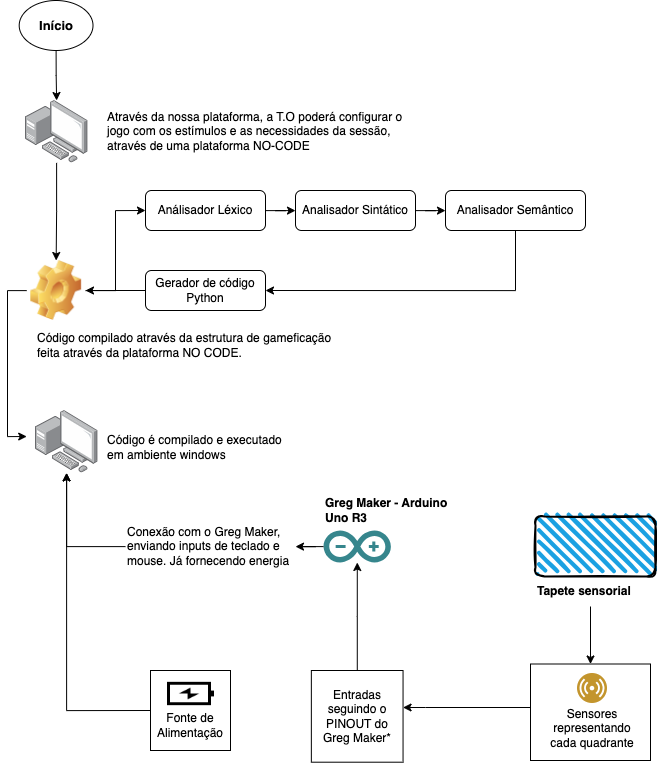 Início
Através da nossa plataforma, a T.O poderá configurar o
jogo com os estímulos e as necessidades da sessão,
através de uma plataforma NO-CODE
Análisador Léxico
Analisador Sintático
Analisador Semântico
Gerador de código
Python
Código compilado através da estrutura de gameficação
feita através da plataforma NO CODE.
Código é compilado e executado
em ambiente windows
Greg Maker - Arduino
Uno R3
Conexão com o Greg Maker,
enviando inputs de teclado e
mouse. Já fornecendo energia
Tapete sensorial
Fonte de
Alimentação
Entradas
seguindo o
PINOUT do
Greg Maker*
Sensores
representando
cada quadrante